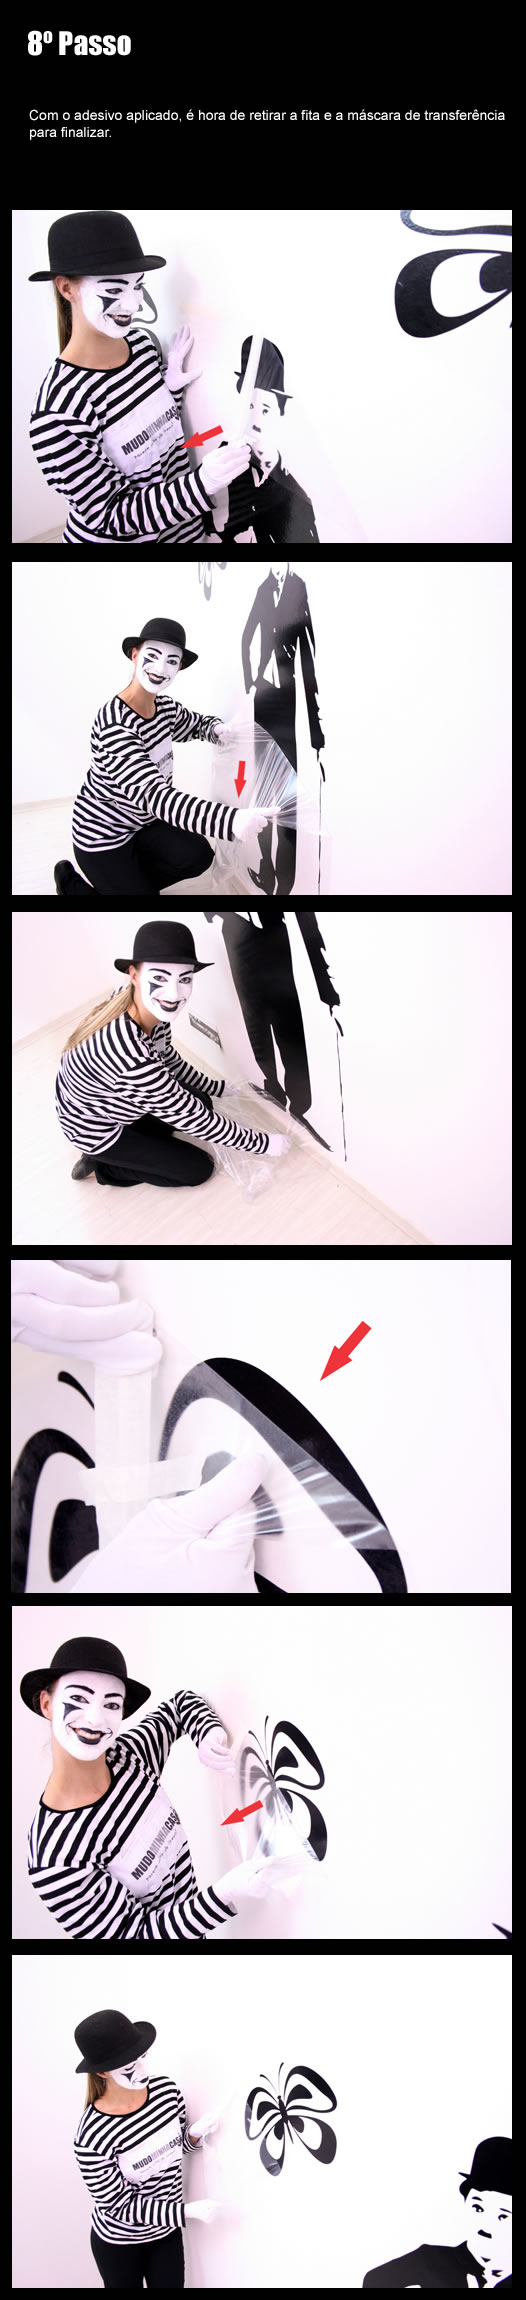 8º Passo
Com o adesivo aplicado, é hora de retirar a fita e a máscara de transferência
para finalizar.
MUDOMINHACASA
MUDOMINHACASA
MUDOMINHACASA